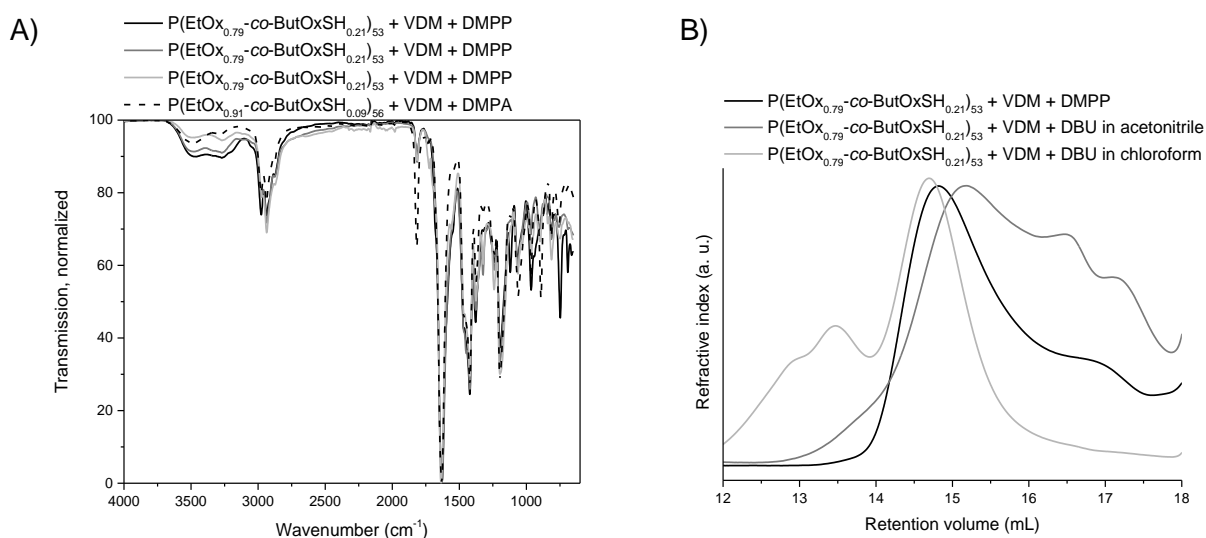 A)
P(EtOx0.79-co-ButOxSH0.21)53 + VDM + DMPP
P(EtOx0.79-co-ButOxSH0.21)53 + VDM + DMPP
P(EtOx0.79-co-ButOxSH0.21)53 + VDM + DMPP
P(EtOx0.91-co-ButOxSH0.09)56 + VDM + DMPA
100
80
60
40
20
0
Transmission, normalized
4000 3500 3000 2500 2000 1500 1000
Wavenumber (cm-1)
B)
P(EtOx0.79-co-ButOxSH0.21)53 + VDM + DMPP
P(EtOx0.79-co-ButOxSH0.21)53 + VDM + DBU in acetonitrile
P(EtOx0.79-co-ButOxSH0.21)53 + VDM + DBU in chloroform
Refractive index (a. u.)
12 13 14 15 16 17 18
Retention volume (mL)